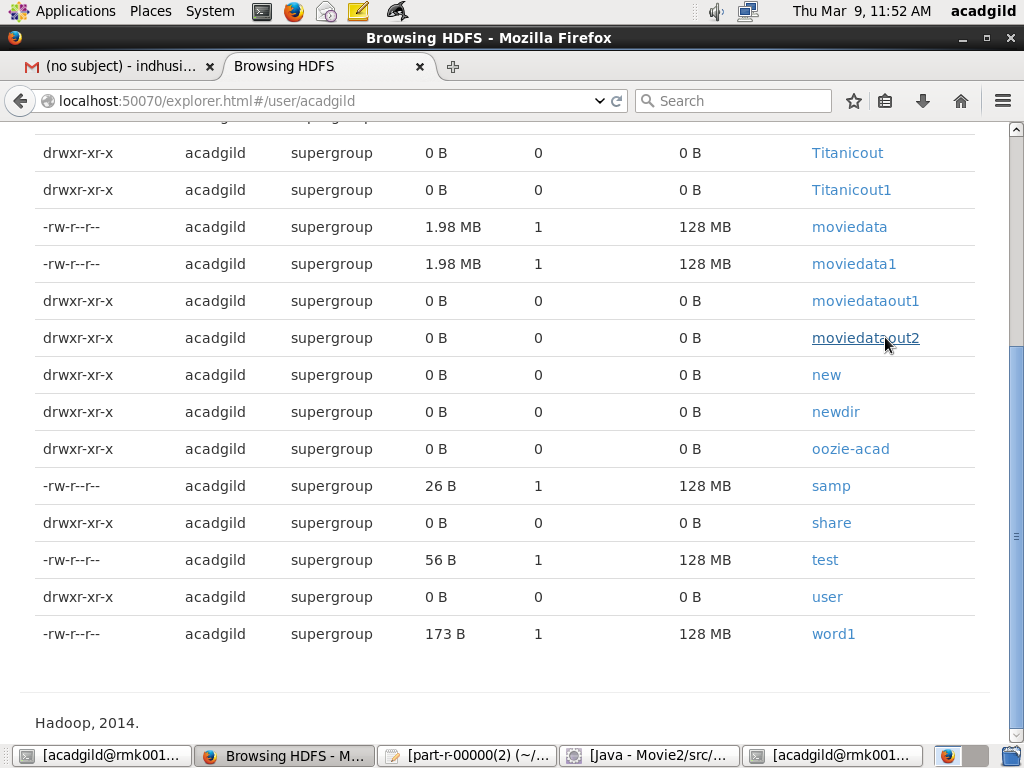 Applications Places System Thu Mar 9, 11:52 AM acadgild
Browsing HDFS - Mozilla Firefox
(no subject) - indhusi... Browsing HDFS
localhost:50070/explorer.html#/user/acadgild Search
drwxr-xr-x acadgild supergroup 0 B 0 0 B Titanicout
drwxr-xr-x acadgild supergroup 0 B 0 0 B Titanicout1
-rw-r--r-- acadgild supergroup 1.98 MB 1 128 MB moviedata
-rw-r--r-- acadgild supergroup 1.98 MB 1 128 MB moviedata1
drwxr-xr-x acadgild supergroup 0 B 0 0 B moviedataout1
drwxr-xr-x acadgild supergroup 0 B 0 0 B moviedataout2
drwxr-xr-x acadgild supergroup 0 B 0 0 B new
drwxr-xr-x acadgild supergroup 0 B 0 0 B newdir
drwxr-xr-x acadgild supergroup 0 B 0 0 B oozie-acad
-rw-r--r-- acadgild supergroup 26 B 1 128 MB samp
drwxr-xr-x acadgild supergroup 0 B 0 0 B share
-rw-r--r-- acadgild supergroup 56 B 1 128 MB test
drwxr-xr-x acadgild supergroup 0 B 0 0 B user
-rw-r--r-- acadgild supergroup 173 B 1 128 MB word1
Hadoop, 2014.
[acadgild@rmk001... Browsing HDFS - M... [part-r-00000(2) (~/... [Java - Movie2/src/... [acadgild@rmk001...